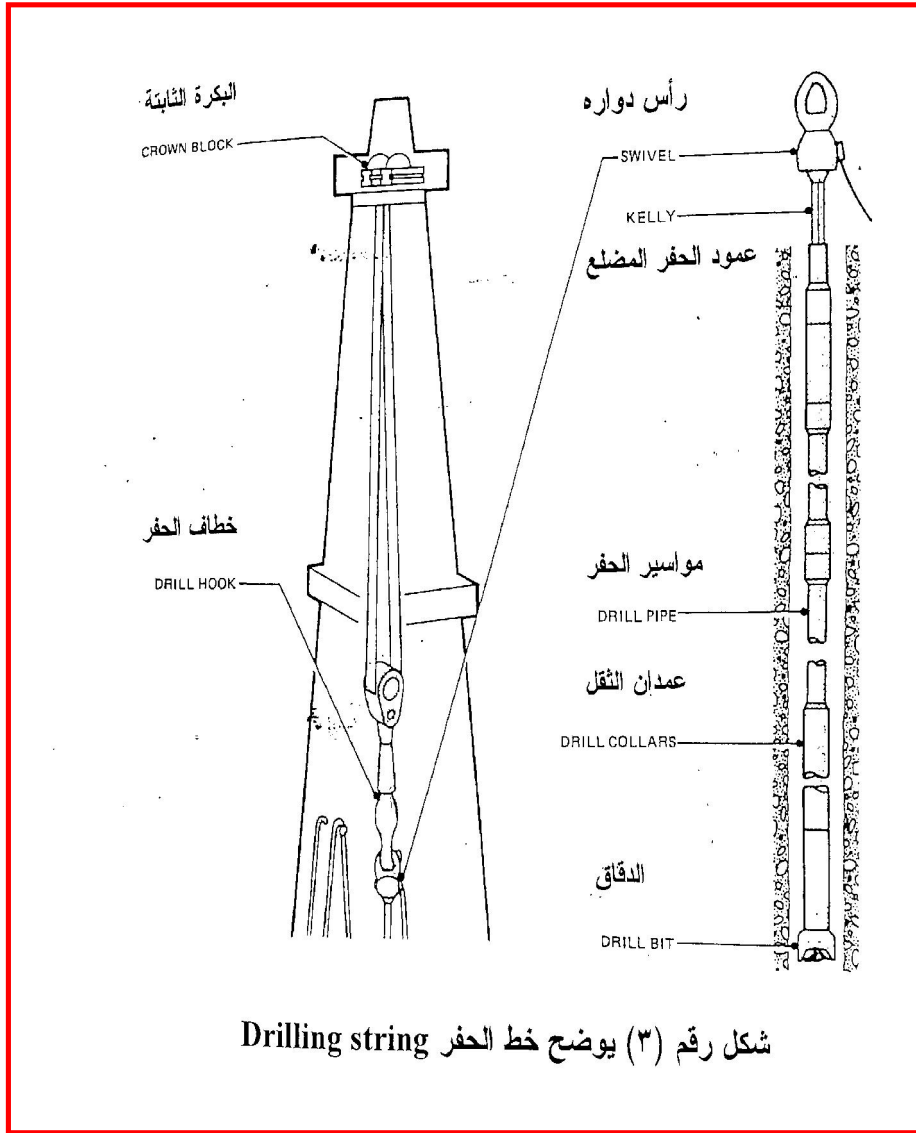 البكرة الثابتة
CROWN BLOCK
رأس دواره
SWIVEL
KELLY
عمود الحفر المضلع
خطاف الحفر
DRILL HOOK
مواسير الحفر
DRILL PIPE
عمدان الثقل
DRILL COLLARS
الدقاق
DRILL BIT
شكل رقم (٣) يوضح خط الحفر Drilling string